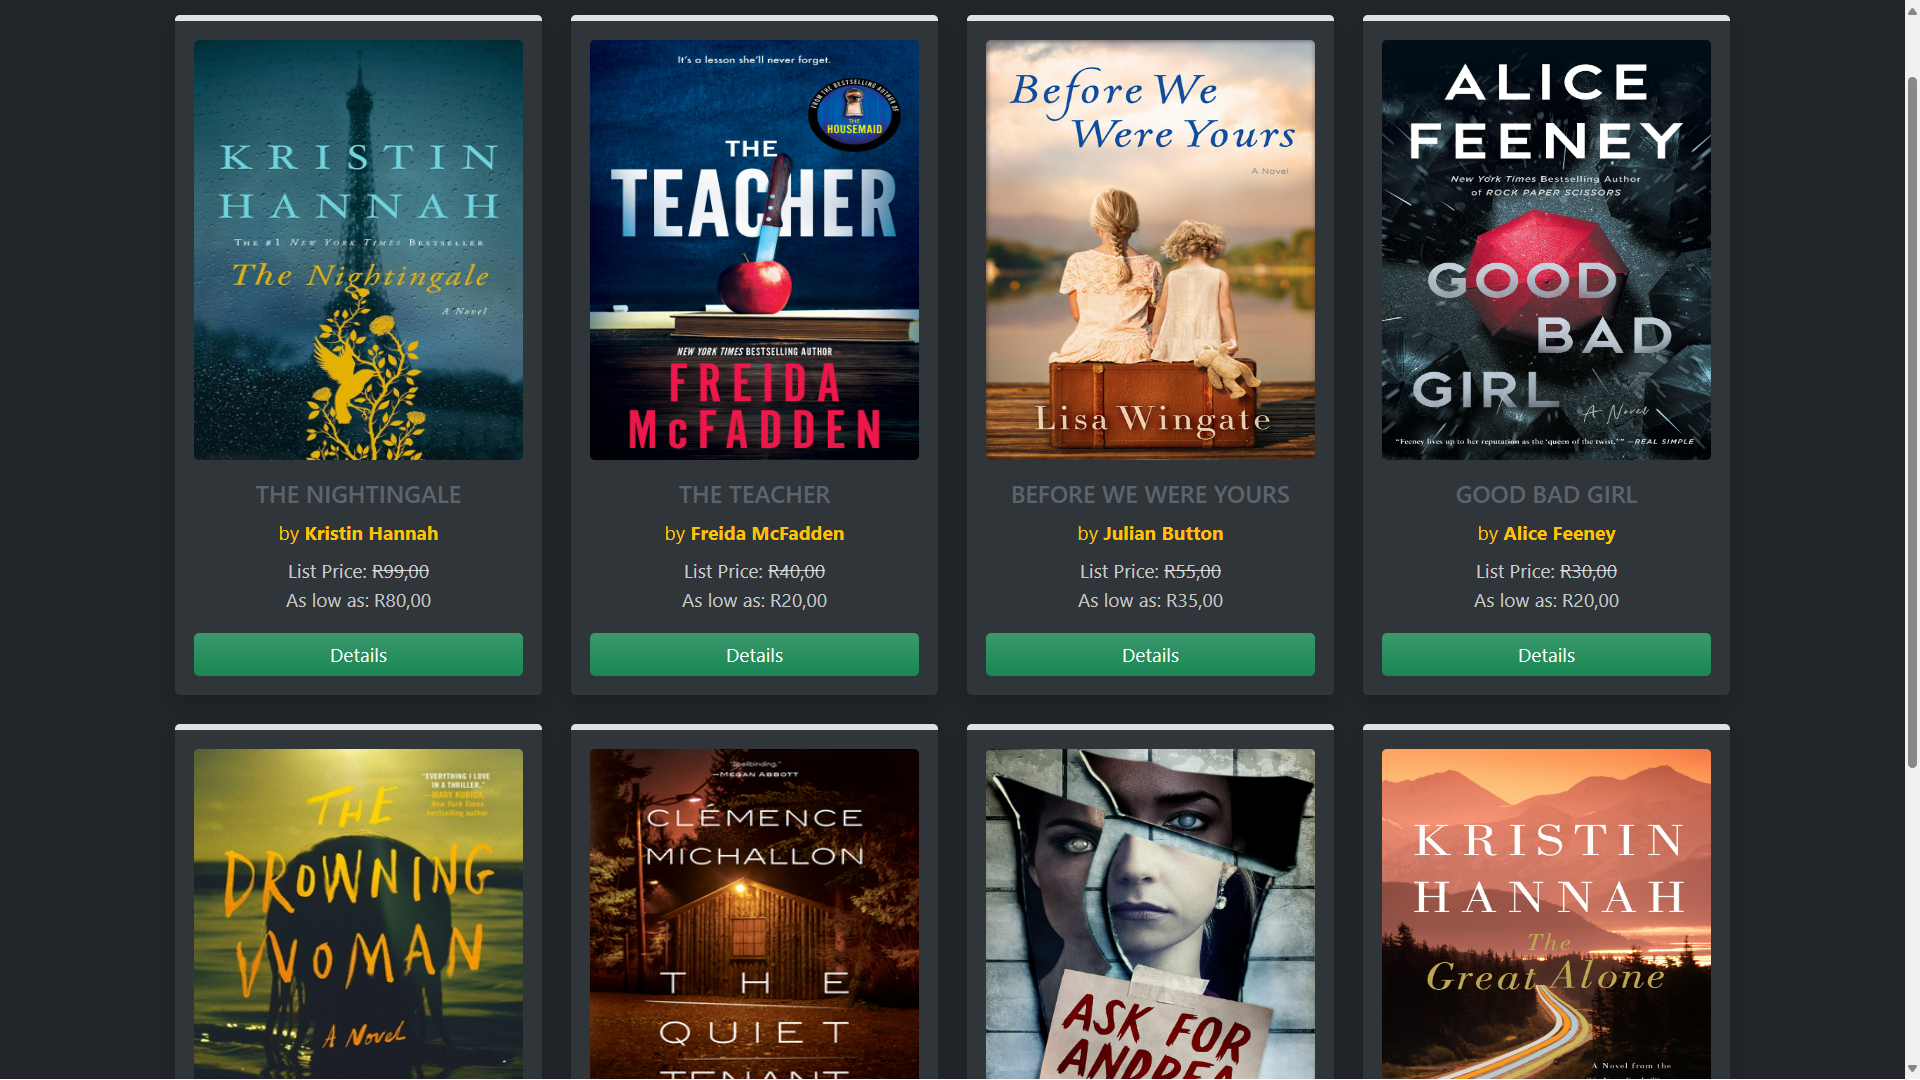 KRISTIN
HANNAH
THE #1 NEW YORK TIMES BESTSELLER
The Nightingale
A Novel
THE NIGHTINGALE
by Kristin Hannah
List Price: R99,00
As low as: R80,00
Details
It's a lesson she'll never forget.
FROM THE BESTSELLING AUTHOR OF
THE
HOUSEMAID
THE
TEACHER
NEW YORK TIMES BESTSELLING AUTHOR
FREIDA
McFADDEN
THE TEACHER
by Freida McFadden
List Price: R40,00
As low as: R20,00
Details
Before We
Were Yours
A Novel
Lisa Wingate
BEFORE WE WERE YOURS
by Julian Button
List Price: R55,00
As low as: R35,00
Details
ALICE
FEENEY
New York Times Bestselling Author
of ROCK PAPER SCISSORS
GOOD
BAD
GIRL
A Novel
"Feeney lives up to her reputation as the 'queen of the twist.'" —REAL SIMPLE
GOOD BAD GIRL
by Alice Feeney
List Price: R30,00
As low as: R20,00
Details
"EVERYTHING I LOVE
IN A THRILLER."
—MARY KUBICA,
New York Times
bestselling author
THE
DROWNING
WOMAN
A Novel
"Spellbinding."
—MEGAN ABBOTT
CLÉMENCE
MICHALLON
THE
QUIET
TENANT
ASK FOR
ANDREA
KRISTIN
HANNAH
The
Great Alone
A Novel from the